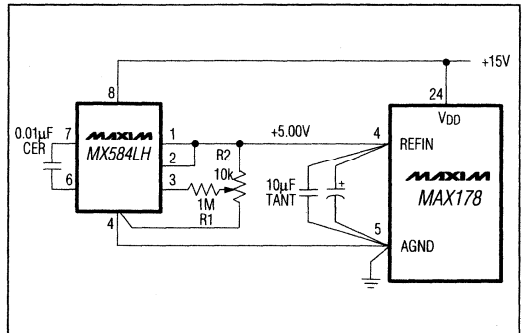 +15V
8
24
VDD
0.01µF
CER
7
6
MAXIM
MX584LH
1
2
3
4
R2
10k
1M
R1
+5.00V
4
REFIN
10µF
TANT
+
MAXIM
MAX178
5
AGND